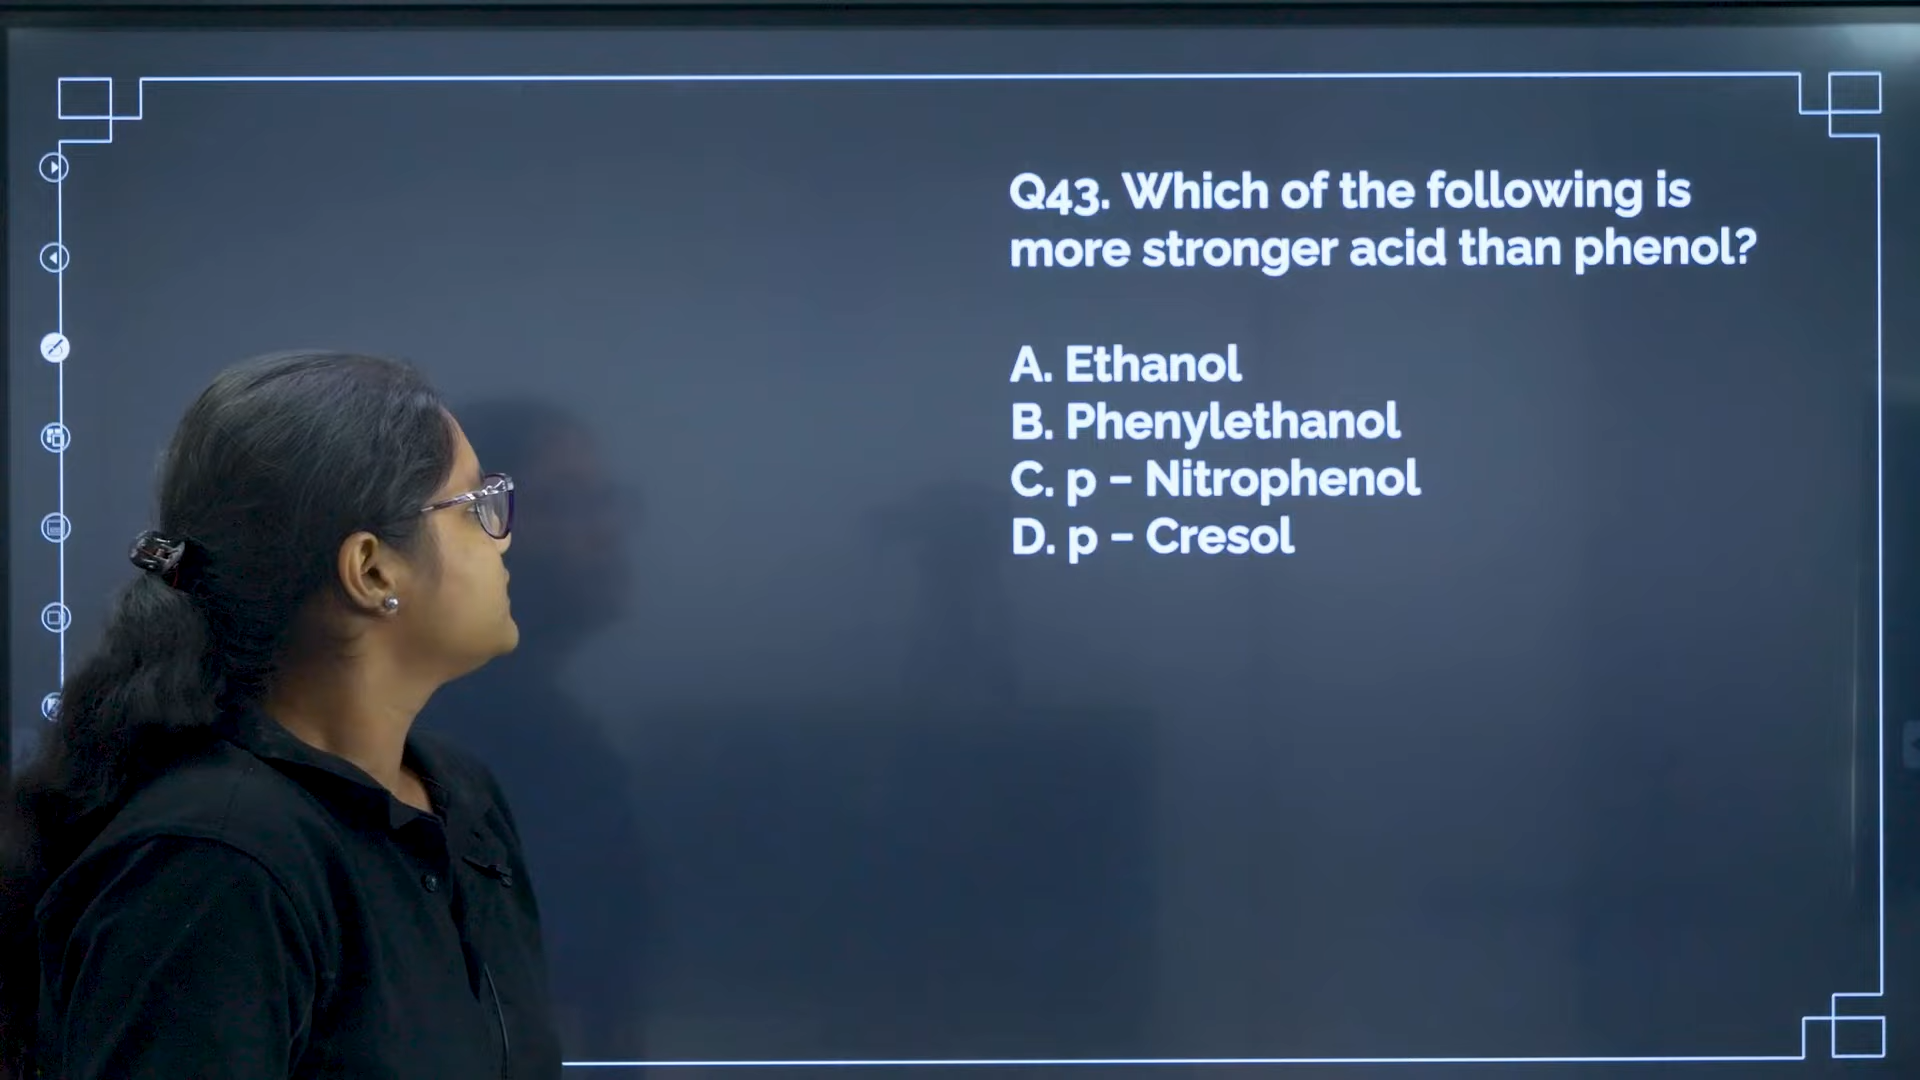 Q43. Which of the following is
more stronger acid than phenol?
A. Ethanol
B. Phenylethanol
C. p – Nitrophenol
D. p – Cresol